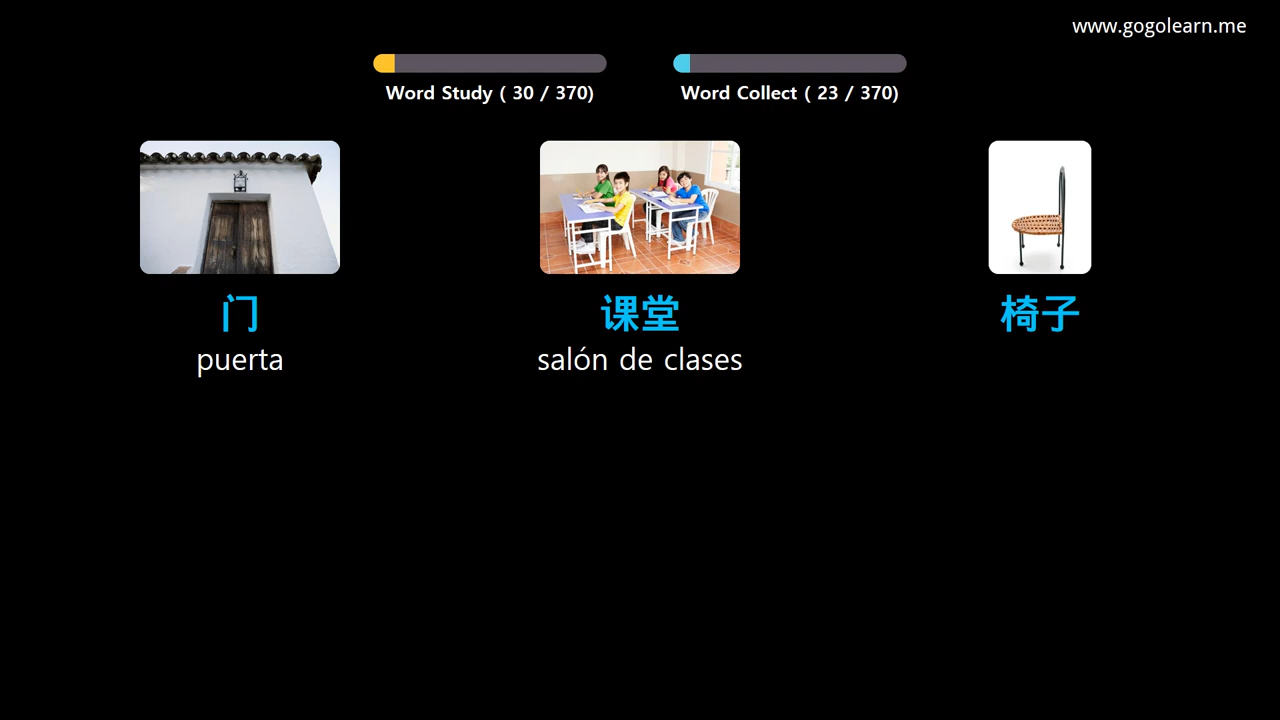 www.gogolearn.me
Word Study ( 30 / 370)
Word Collect ( 23 / 370)
门
课堂
椅子
puerta
salón de clases